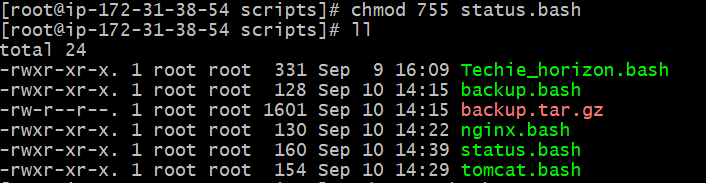 [root@ip-172-31-38-54 scripts]# chmod 755 status.bash
[root@ip-172-31-38-54 scripts]# ll
total 24
-rwxr-xr-x. 1 root root  331 Sep  9 16:09 Techie_horizon.bash
-rwxr-xr-x. 1 root root  128 Sep 10 14:15 backup.bash
-rw-r--r--. 1 root root 1601 Sep 10 14:15 backup.tar.gz
-rwxr-xr-x. 1 root root  130 Sep 10 14:22 nginx.bash
-rwxr-xr-x. 1 root root  160 Sep 10 14:39 status.bash
-rwxr-xr-x. 1 root root  154 Sep 10 14:29 tomcat.bash